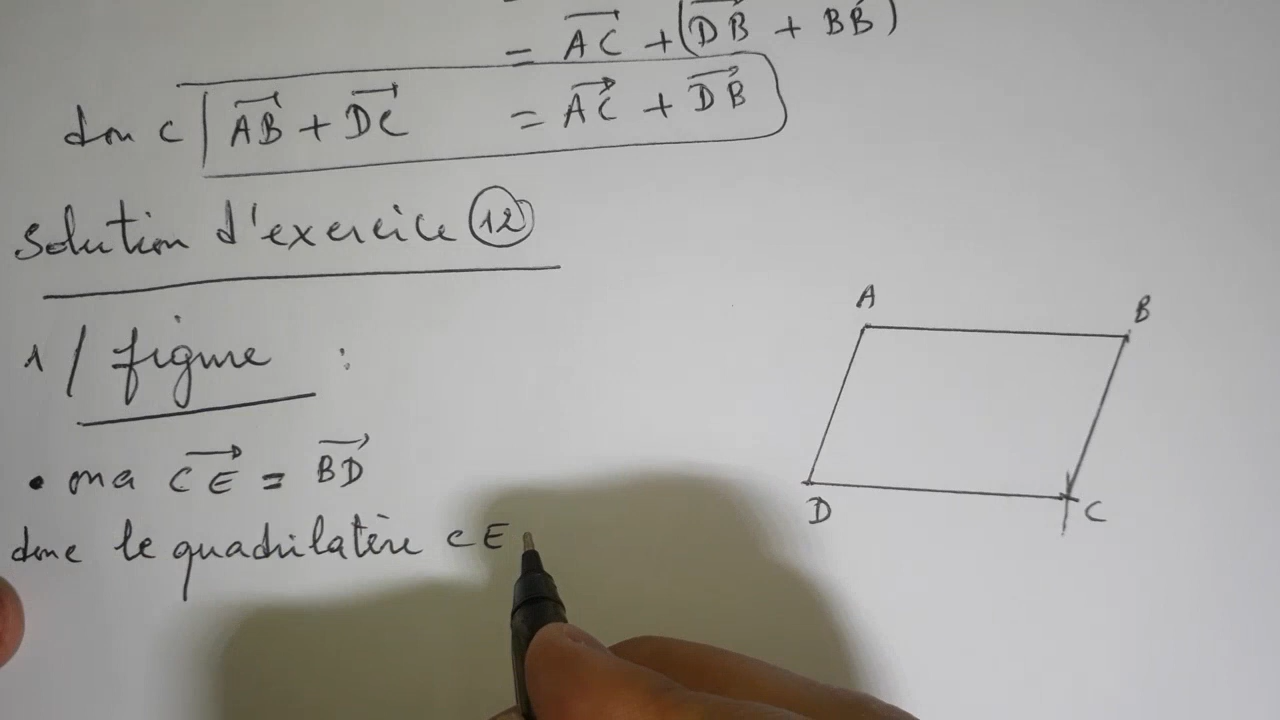 = AC + (DB + BB)
donc AB + DC = AC + DB
solution d'exercice 12
1/ figure :
A
B
• ona CE = BD
D
C
donc le quadrilatère CE